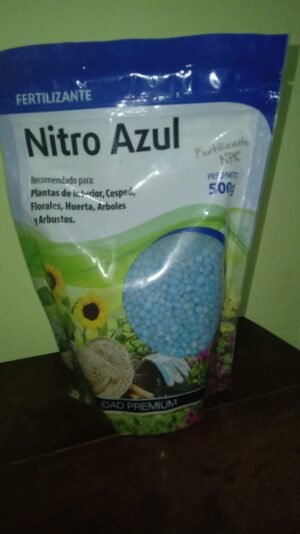 FERTILIZANTE
Nitro Azul
Fertilizante
NPK
PESO NETO
500g
Recomendado para:
Plantas de interior, Cesped,
Florales, Huerta, Arboles
y Arbustos.
IDAD PREMIUM